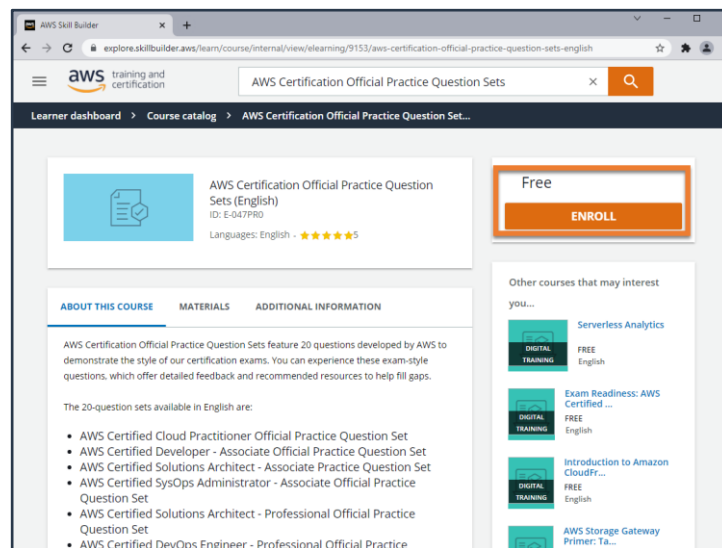 AWS Skill Builder
explore.skillbuilder.aws/learn/course/internal/view/elearning/9153/aws-certification-official-practice-question-sets-english
aws training and certification
AWS Certification Official Practice Question Sets
Learner dashboard > Course catalog > AWS Certification Official Practice Question Set...
AWS Certification Official Practice Question
Sets (English)
ID: E-047PR0
Languages: English - ★★★★★5
Free
ENROLL
ABOUT THIS COURSE MATERIALS ADDITIONAL INFORMATION
AWS Certification Official Practice Question Sets feature 20 questions developed by AWS to
demonstrate the style of our certification exams. You can experience these exam-style
questions, which offer detailed feedback and recommended resources to help fill gaps.
The 20-question sets available in English are:
• AWS Certified Cloud Practitioner Official Practice Question Set
• AWS Certified Developer - Associate Official Practice Question Set
• AWS Certified Solutions Architect - Associate Practice Question Set
• AWS Certified SysOps Administrator - Associate Official Practice
Question Set
• AWS Certified Solutions Architect - Professional Official Practice
Question Set
• AWS Certified DevOps Engineer - Professional Official Practice
Other courses that may interest
you...
Serverless Analytics
DIGITAL TRAINING
FREE
English
Exam Readiness: AWS
Certified ...
DIGITAL TRAINING
FREE
English
Introduction to Amazon
CloudFr...
DIGITAL TRAINING
FREE
English
AWS Storage Gateway
Primer: Ta...